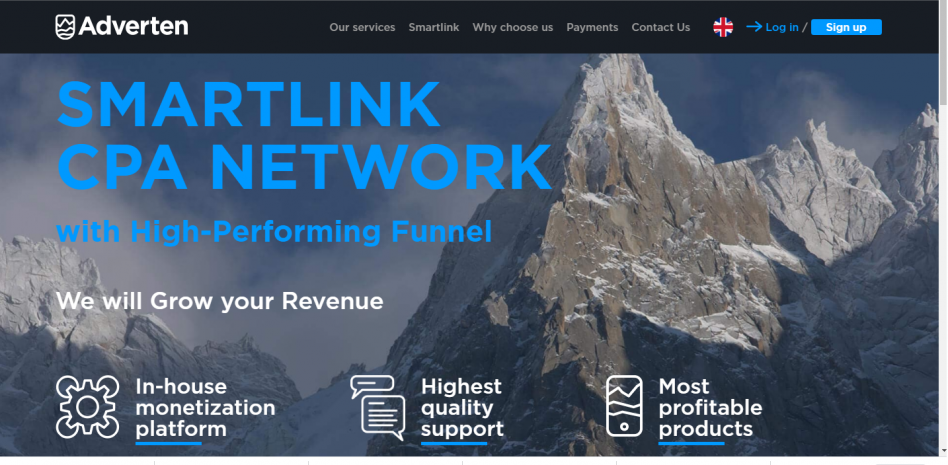 Adverten
Our services Smartlink Why choose us Payments Contact Us Log in / Sign up
SMARTLINK
CPA NETWORK
with High-Performing Funnel
We will Grow your Revenue
In-house
monetization
platform
Highest
quality
support
Most
profitable
products